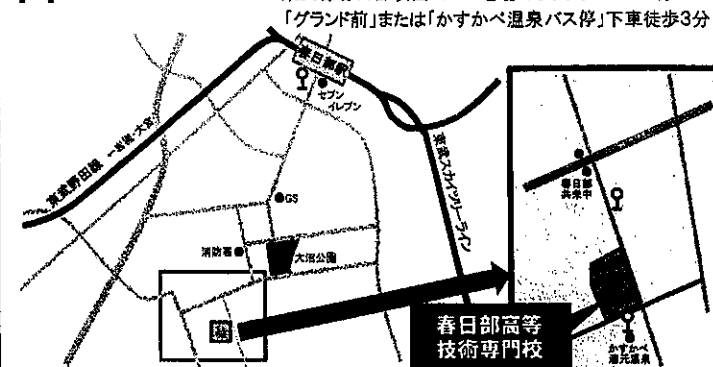 「グランド前」または「かすかべ温泉バス停」下車徒歩3分
春日部駅
セブン
イレブン
東武野田線
←岩槻・大宮
東武スカイツリーライン
GS
消防署
大沼公園
春日部
共栄中
春日部高等
技術専門校
かすかべ
湯元温泉